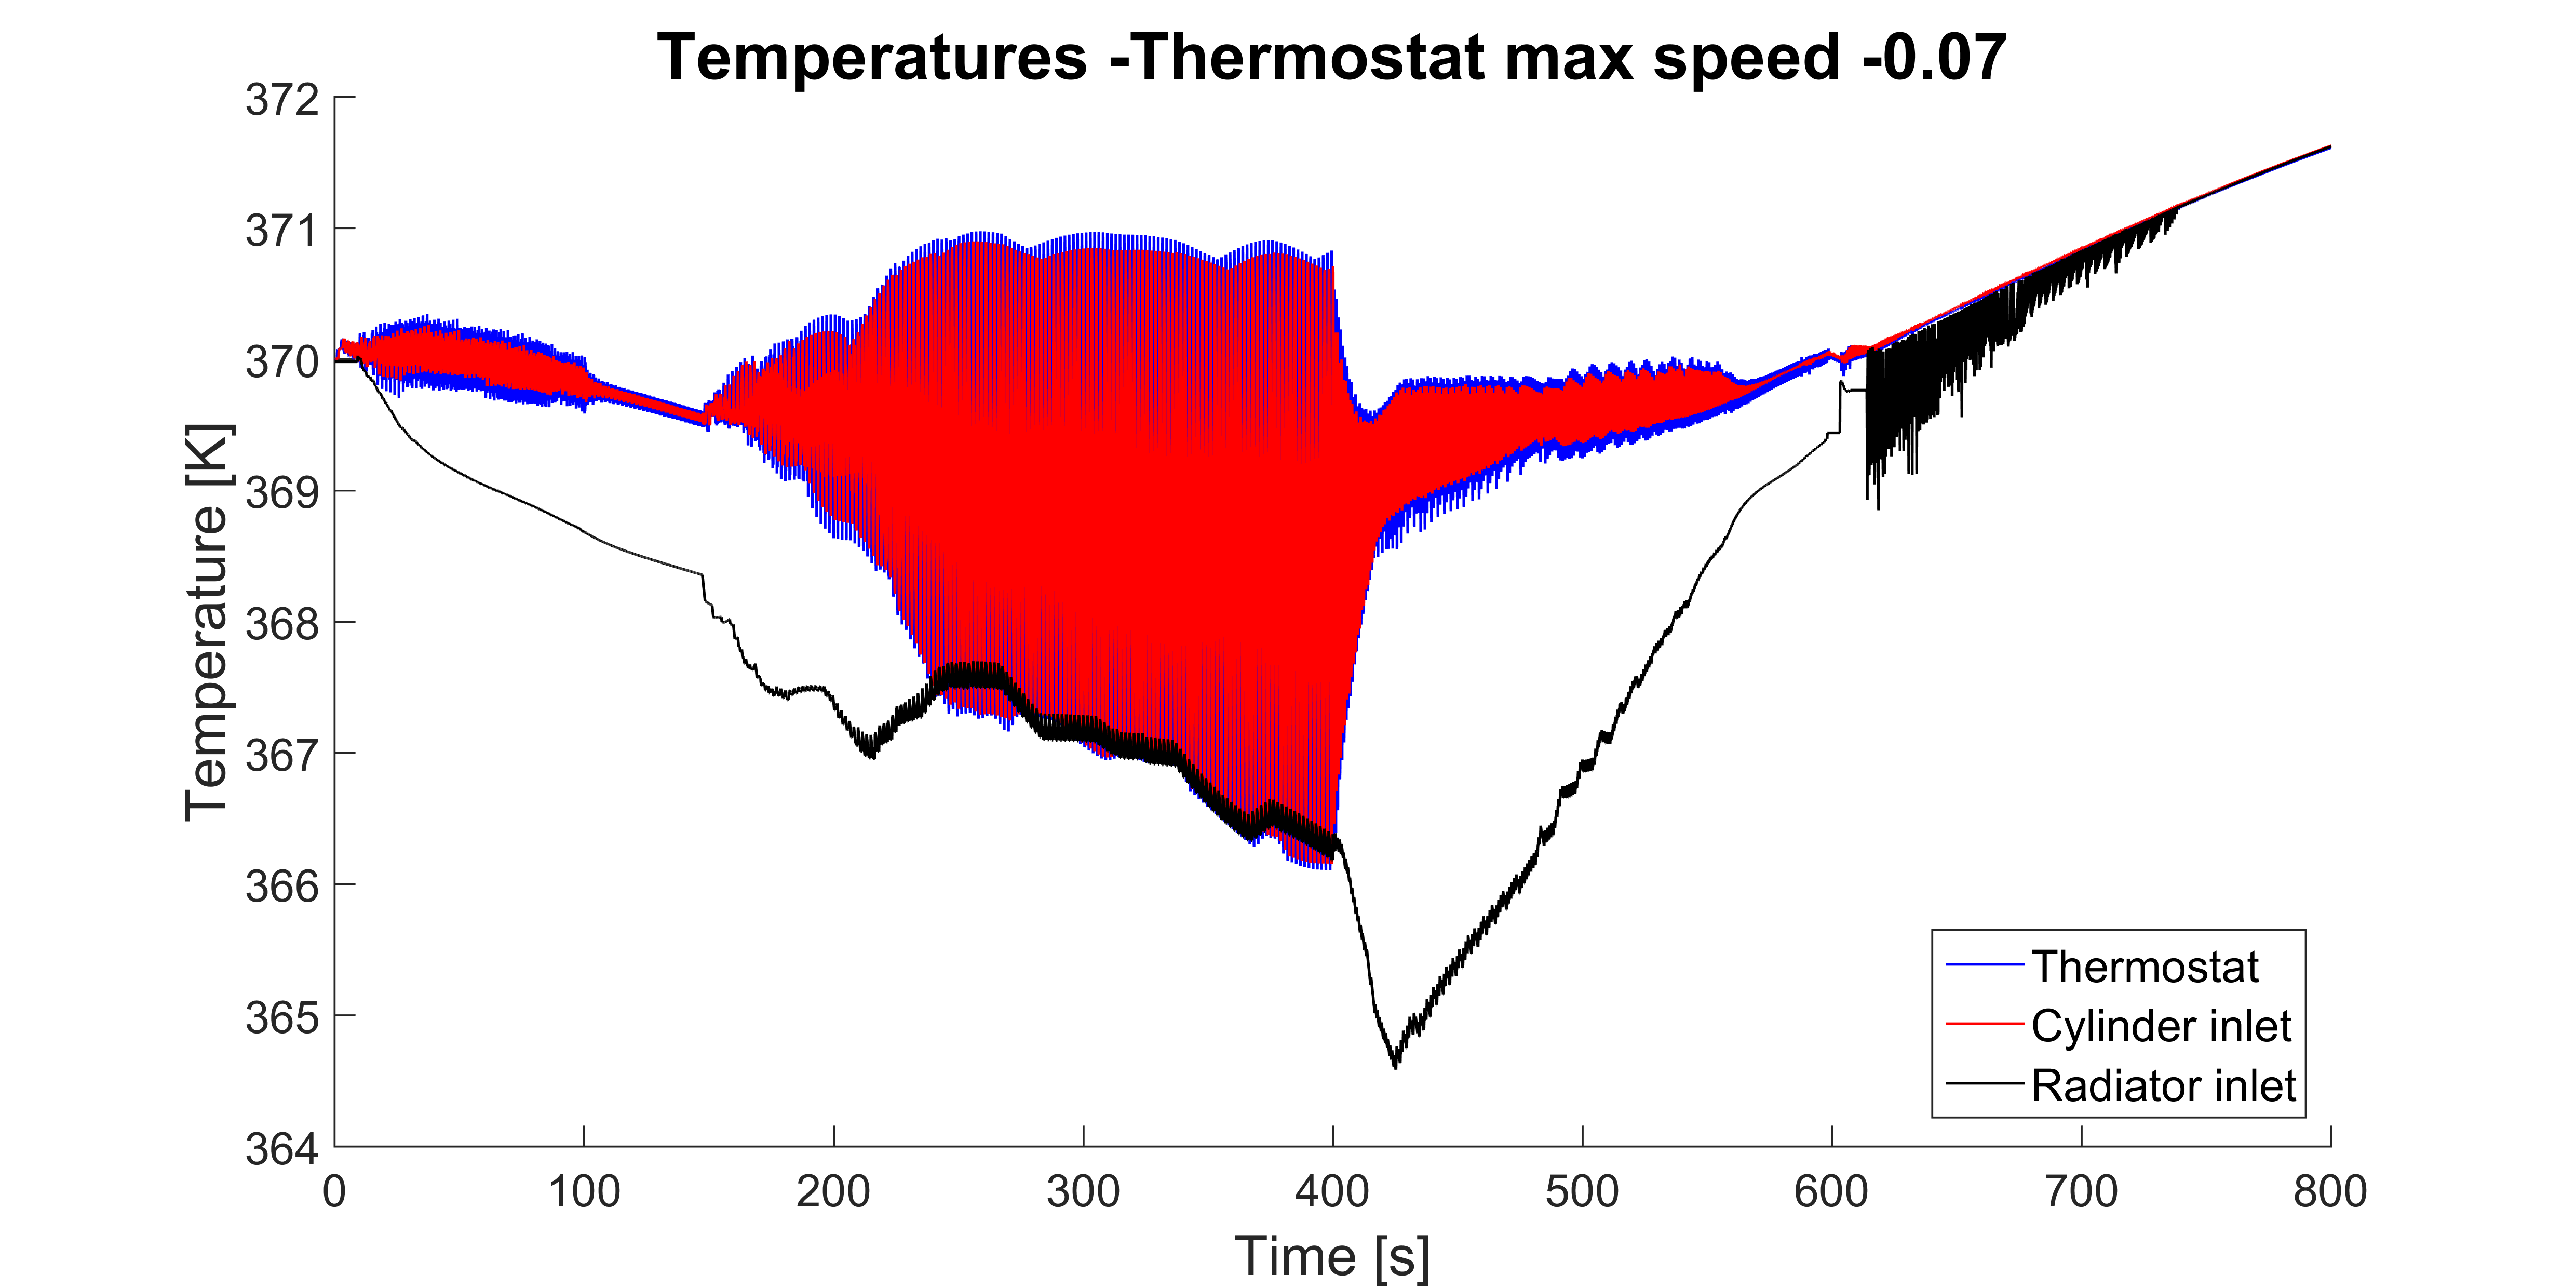 Temperatures -Thermostat max speed -0.07
372
371
370
369
368
367
366
365
364
Temperature [K]
Thermostat
Cylinder inlet
Radiator inlet
0 100 200 300 400 500 600 700 800
Time [s]